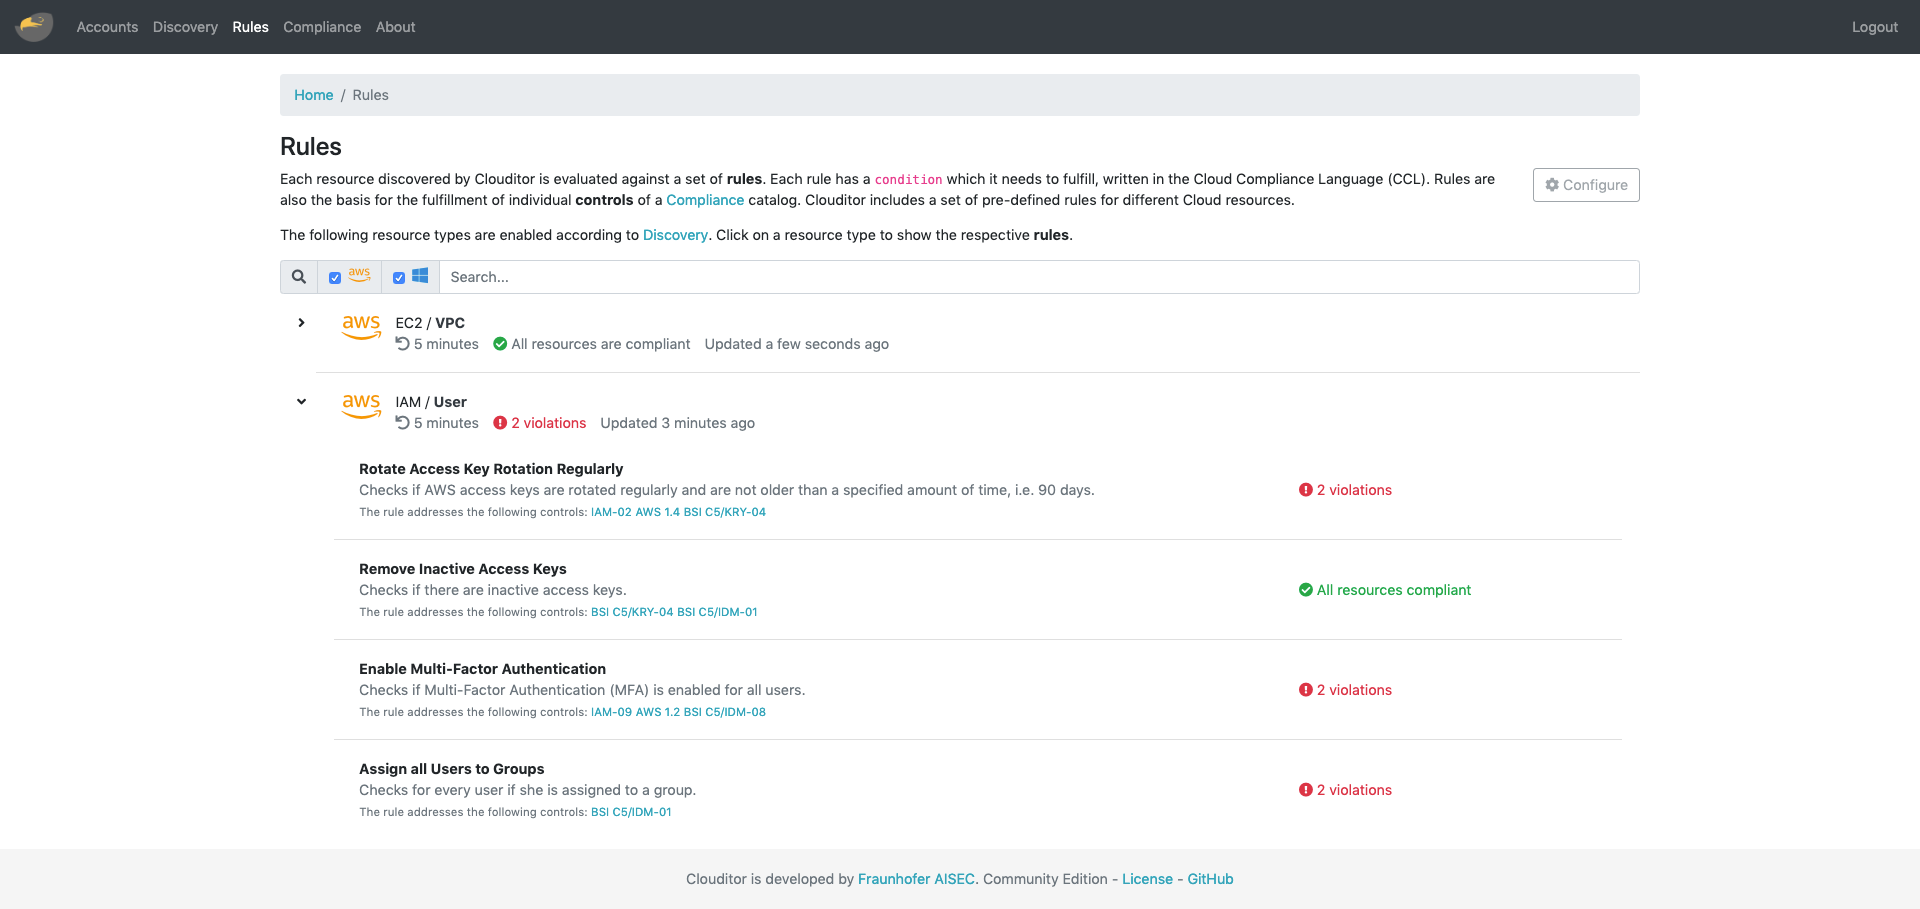 Accounts Discovery Rules Compliance About Logout
Home / Rules
Rules
Each resource discovered by Clouditor is evaluated against a set of rules. Each rule has a condition which it needs to fulfill, written in the Cloud Compliance Language (CCL). Rules are
also the basis for the fulfillment of individual controls of a Compliance catalog. Clouditor includes a set of pre-defined rules for different Cloud resources.
Configure
The following resource types are enabled according to Discovery. Click on a resource type to show the respective rules.
aws Search...
aws EC2 / VPC
5 minutes All resources are compliant Updated a few seconds ago
aws IAM / User
5 minutes 2 violations Updated 3 minutes ago
Rotate Access Key Rotation Regularly
Checks if AWS access keys are rotated regularly and are not older than a specified amount of time, i.e. 90 days. 2 violations
The rule addresses the following controls: IAM-02 AWS 1.4 BSI C5/KRY-04
Remove Inactive Access Keys
Checks if there are inactive access keys. All resources compliant
The rule addresses the following controls: BSI C5/KRY-04 BSI C5/IDM-01
Enable Multi-Factor Authentication
Checks if Multi-Factor Authentication (MFA) is enabled for all users. 2 violations
The rule addresses the following controls: IAM-09 AWS 1.2 BSI C5/IDM-08
Assign all Users to Groups
Checks for every user if she is assigned to a group. 2 violations
The rule addresses the following controls: BSI C5/IDM-01
Clouditor is developed by Fraunhofer AISEC. Community Edition - License - GitHub